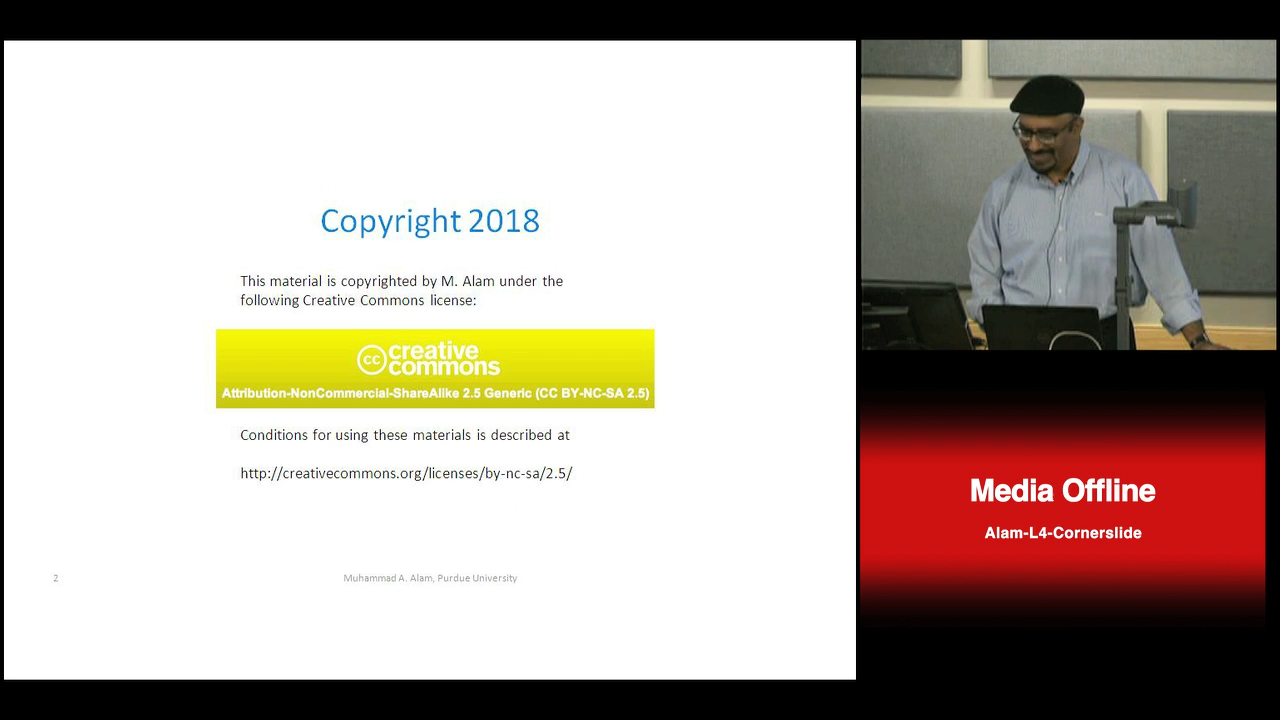 Copyright 2018
This material is copyrighted by M. Alam under the
following Creative Commons license:
cc creative
commons
Attribution-NonCommercial-ShareAlike 2.5 Generic (CC BY-NC-SA 2.5)
Conditions for using these materials is described at
http://creativecommons.org/licenses/by-nc-sa/2.5/
2
Muhammad A. Alam, Purdue University
Media Offline
Alam-L4-Cornerslide